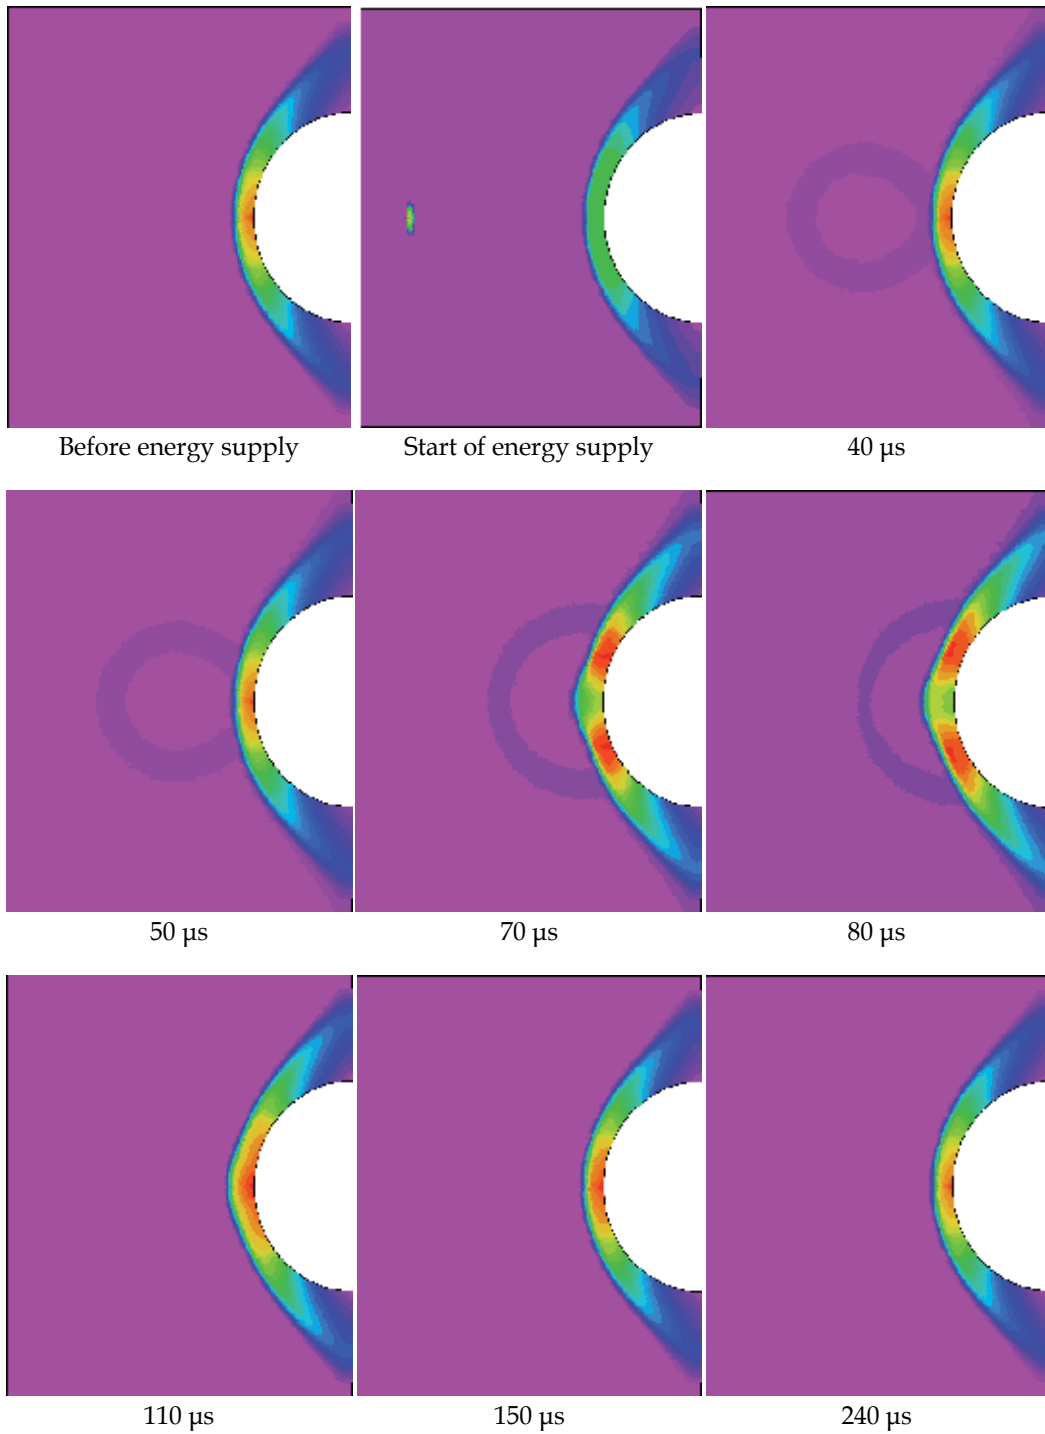 Before energy supply
Start of energy supply
40 µs
50 µs
70 µs
80 µs
110 µs
150 µs
240 µs